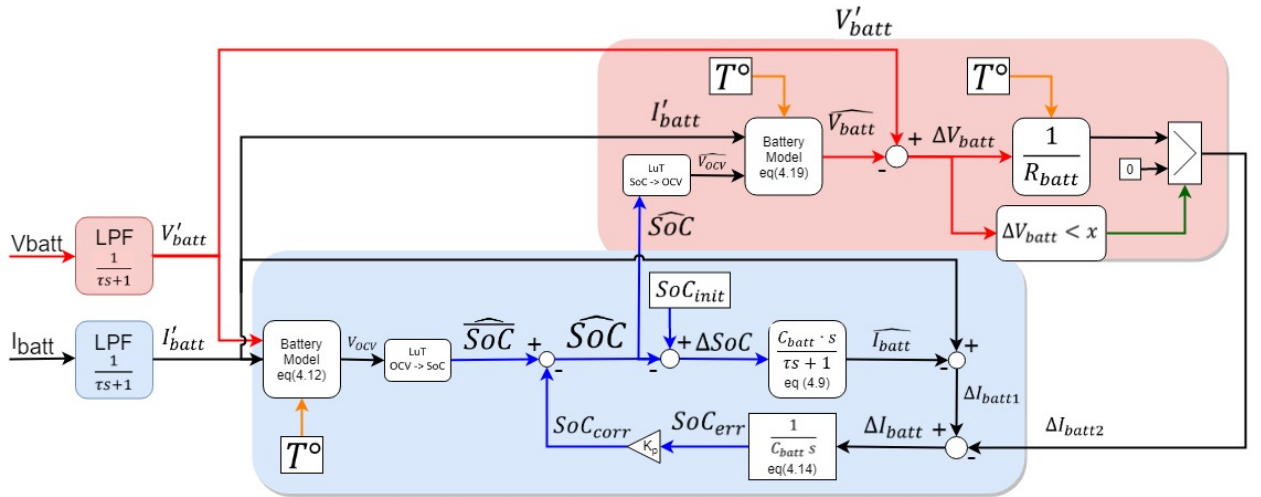 V′batt
T°
T°
I′batt
V̂batt
+
ΔVbatt
1
Rbatt
Battery
Model
eq(4.19)
V̂OCV
-
0
LuT
SoC -> OCV
ŜoC
ΔVbatt < x
Vbatt
LPF
1
τs+1
V′batt
SoCinit
Ibatt
LPF
1
τs+1
I′batt
Battery
Model
eq(4.12)
VOCV
LuT
OCV -> SoC
S͡oC̅
+
-
ŜoC
-
+
ΔSoC
Cbatt · s
τs + 1
eq (4.9)
Îbatt
+
-
ΔIbatt1
T°
SoCcorr
Kp
SoCerr
1
Cbatt s
eq(4.14)
ΔIbatt
+
-
ΔIbatt2